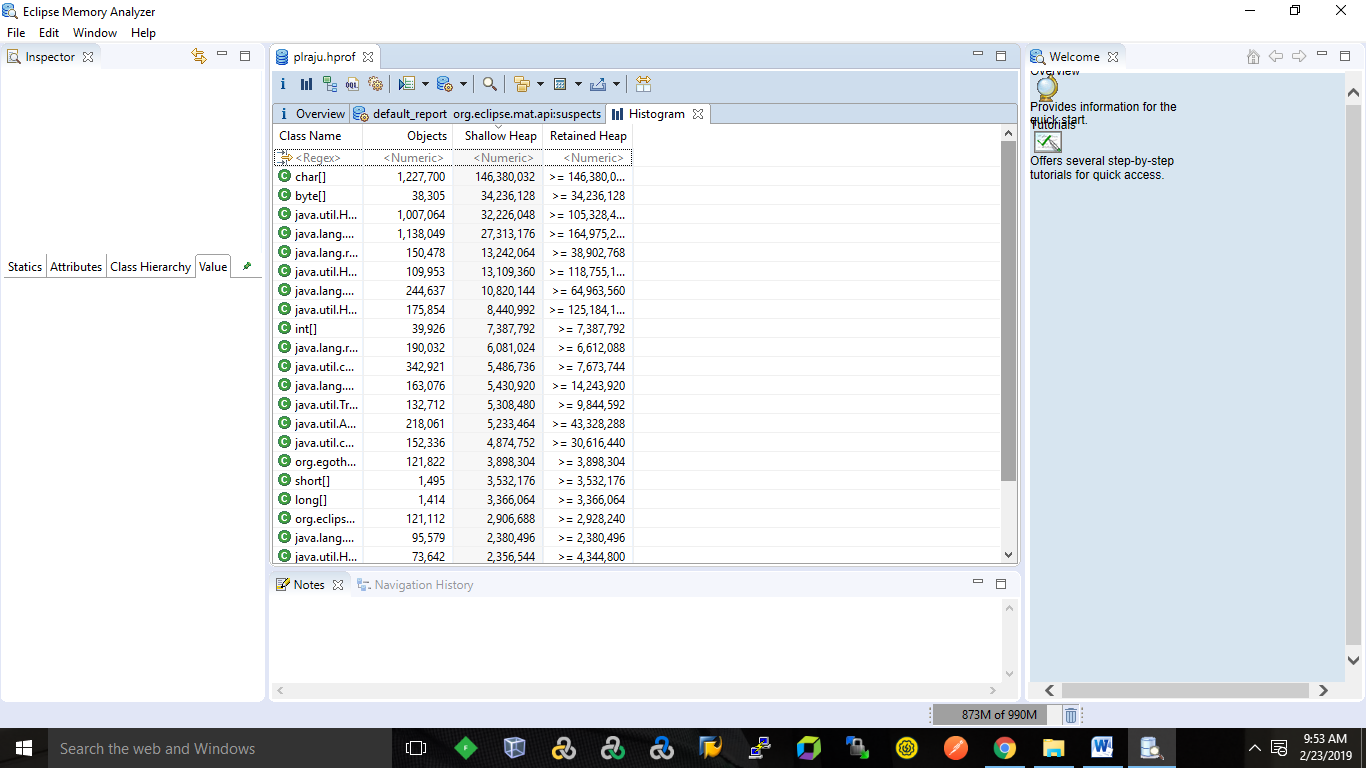 Eclipse Memory Analyzer
File Edit Window Help
Inspector
Statics Attributes Class Hierarchy Value
plraju.hprof
i OQL
i Overview default_report org.eclipse.mat.api:suspects Histogram
Class Name Objects Shallow Heap Retained Heap
<Regex> <Numeric> <Numeric> <Numeric>
C char[] 1,227,700 146,380,032 >= 146,380,0...
C byte[] 38,305 34,236,128 >= 34,236,128
C java.util.H... 1,007,064 32,226,048 >= 105,328,4...
C java.lang.... 1,138,049 27,313,176 >= 164,975,2...
C java.lang.r... 150,478 13,242,064 >= 38,902,768
C java.util.H... 109,953 13,109,360 >= 118,755,1...
C java.lang.... 244,637 10,820,144 >= 64,963,560
C java.util.H... 175,854 8,440,992 >= 125,184,1...
C int[] 39,926 7,387,792 >= 7,387,792
C java.lang.r... 190,032 6,081,024 >= 6,612,088
C java.util.c... 342,921 5,486,736 >= 7,673,744
C java.lang.... 163,076 5,430,920 >= 14,243,920
C java.util.Tr... 132,712 5,308,480 >= 9,844,592
C java.util.A... 218,061 5,233,464 >= 43,328,288
C java.util.c... 152,336 4,874,752 >= 30,616,440
C org.egoth... 121,822 3,898,304 >= 3,898,304
C short[] 1,495 3,532,176 >= 3,532,176
C long[] 1,414 3,366,064 >= 3,366,064
C org.eclips... 121,112 2,906,688 >= 2,928,240
C java.lang.... 95,579 2,380,496 >= 2,380,496
C java.util.H... 73,642 2,356,544 >= 4,344,800
Notes Navigation History
Welcome
Overview
Provides information for the
quick start.
Tutorials
Offers several step-by-step
tutorials for quick access.
873M of 990M
Search the web and Windows
9:53 AM
2/23/2019